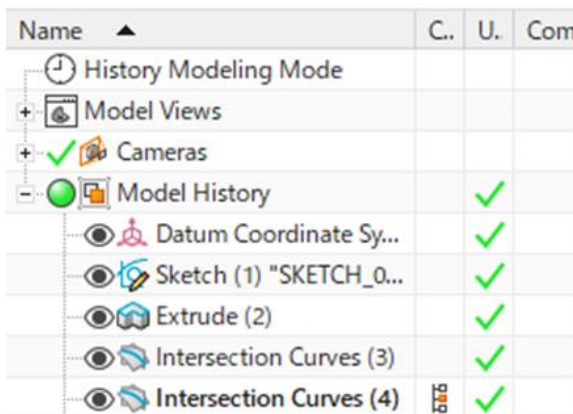 Name C.. U.. Com
History Modeling Mode
Model Views
Cameras
Model History
Datum Coordinate Sy...
Sketch (1) "SKETCH_0...
Extrude (2)
Intersection Curves (3)
Intersection Curves (4)